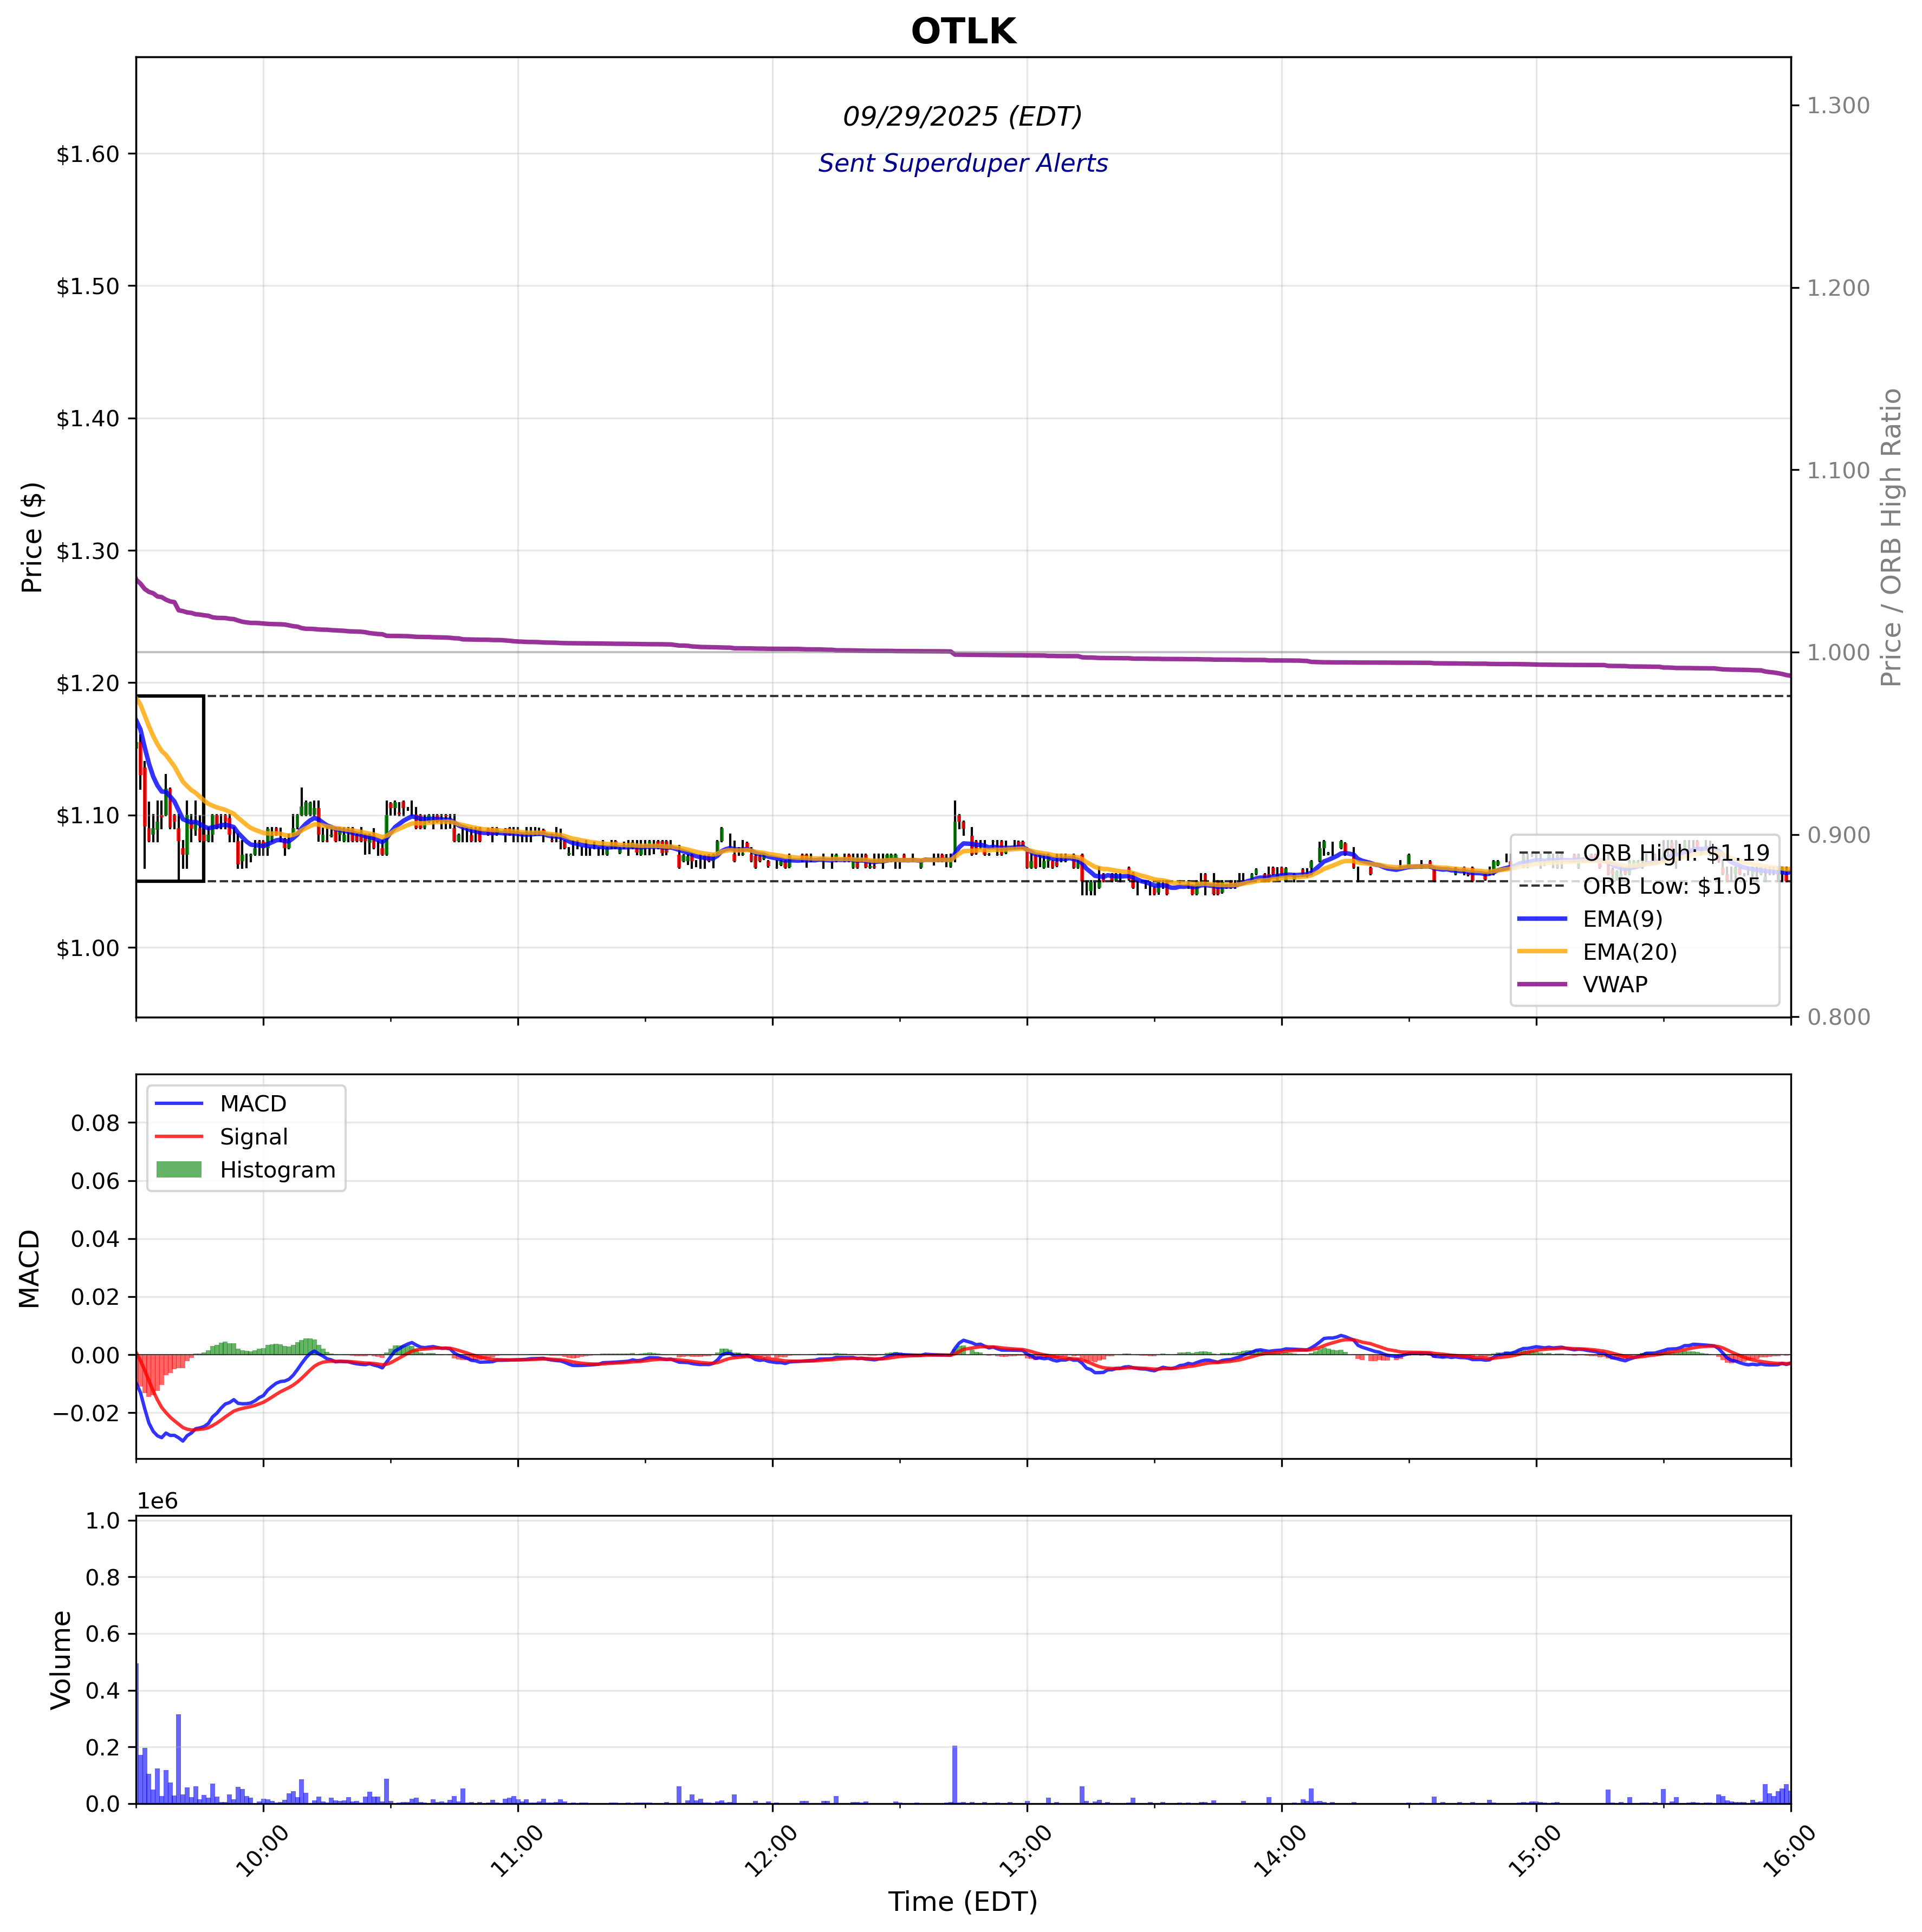 OTLK
09/29/2025 (EDT)
Sent Superduper Alerts
Price ($)
$1.60
$1.50
$1.40
$1.30
$1.20
$1.10
$1.00
Price / ORB High Ratio
1.300
1.200
1.100
1.000
0.900
0.800
ORB High: $1.19
ORB Low: $1.05
EMA(9)
EMA(20)
VWAP
MACD
0.08
0.06
0.04
0.02
0.00
−0.02
MACD
Signal
Histogram
1e6
Volume
1.0
0.8
0.6
0.4
0.2
0.0
10:00
11:00
12:00
13:00
14:00
15:00
16:00
Time (EDT)